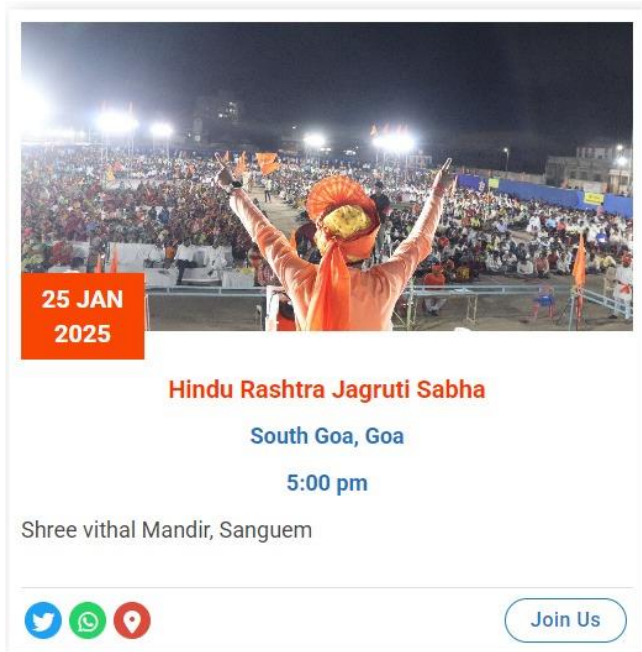 25 JAN
2025
Hindu Rashtra Jagruti Sabha
South Goa, Goa
5:00 pm
Shree vithal Mandir, Sanguem
Join Us